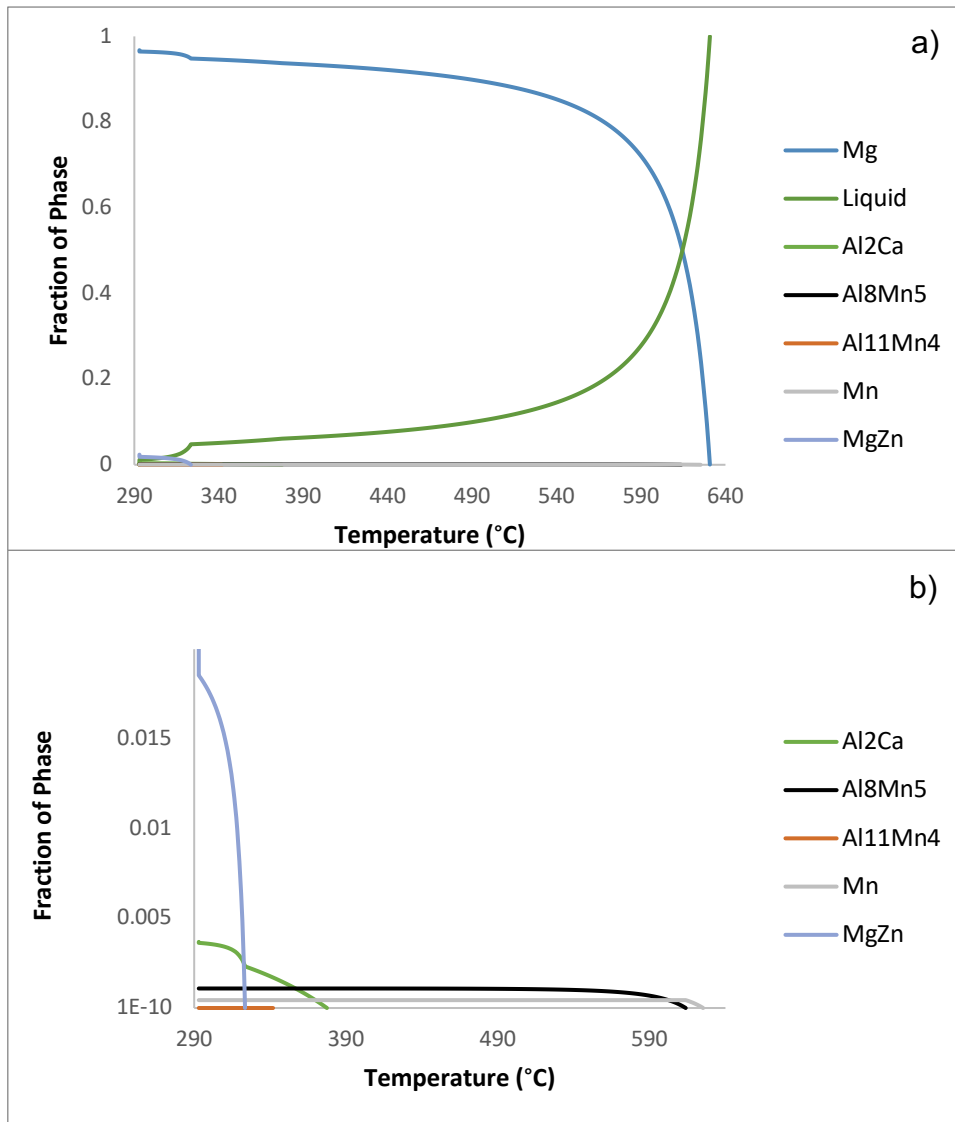 a)
1
0.8
0.6
0.4
0.2
0
Fraction of Phase
290 340 390 440 490 540 590 640
Temperature (°C)
Mg
Liquid
Al2Ca
Al8Mn5
Al11Mn4
Mn
MgZn
b)
0.015
0.01
0.005
1E-10
Fraction of Phase
290 390 490 590
Temperature (°C)
Al2Ca
Al8Mn5
Al11Mn4
Mn
MgZn